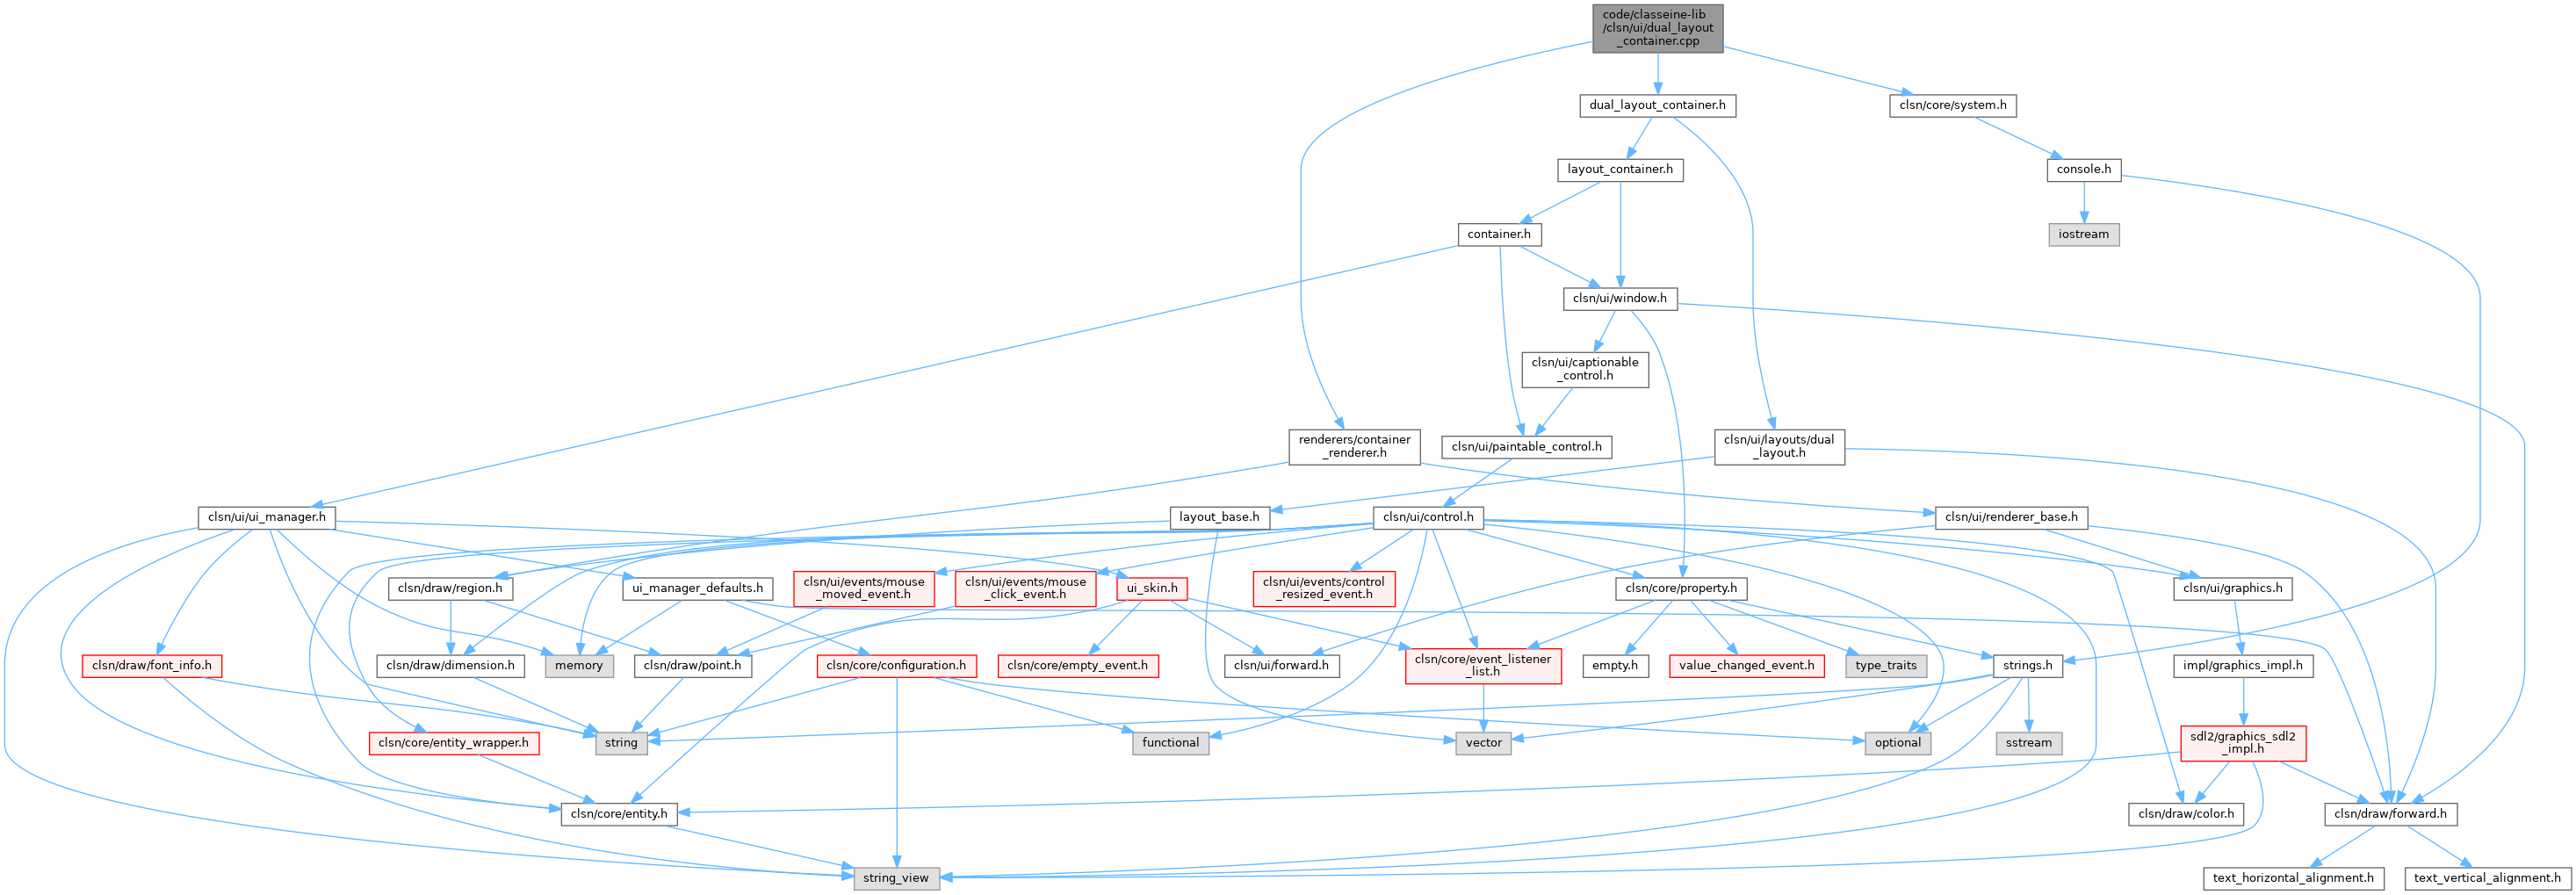 code/classeine-lib
/clsn/ui/dual_layout
_container.cpp
dual_layout_container.h
clsn/core/system.h
layout_container.h
console.h
container.h
iostream
clsn/ui/window.h
clsn/ui/captionable
_control.h
renderers/container
_renderer.h
clsn/ui/paintable_control.h
clsn/ui/layouts/dual
_layout.h
clsn/ui/ui_manager.h
layout_base.h
clsn/ui/control.h
clsn/ui/renderer_base.h
clsn/draw/region.h
ui_manager_defaults.h
clsn/ui/events/mouse
_moved_event.h
clsn/ui/events/mouse
_click_event.h
ui_skin.h
clsn/ui/events/control
_resized_event.h
clsn/core/property.h
clsn/ui/graphics.h
clsn/draw/font_info.h
clsn/draw/dimension.h
memory
clsn/draw/point.h
clsn/core/configuration.h
clsn/core/empty_event.h
clsn/ui/forward.h
clsn/core/event_listener
_list.h
empty.h
value_changed_event.h
type_traits
strings.h
impl/graphics_impl.h
clsn/core/entity_wrapper.h
string
functional
vector
optional
sstream
sdl2/graphics_sdl2
_impl.h
clsn/core/entity.h
clsn/draw/color.h
clsn/draw/forward.h
string_view
text_horizontal_alignment.h
text_vertical_alignment.h